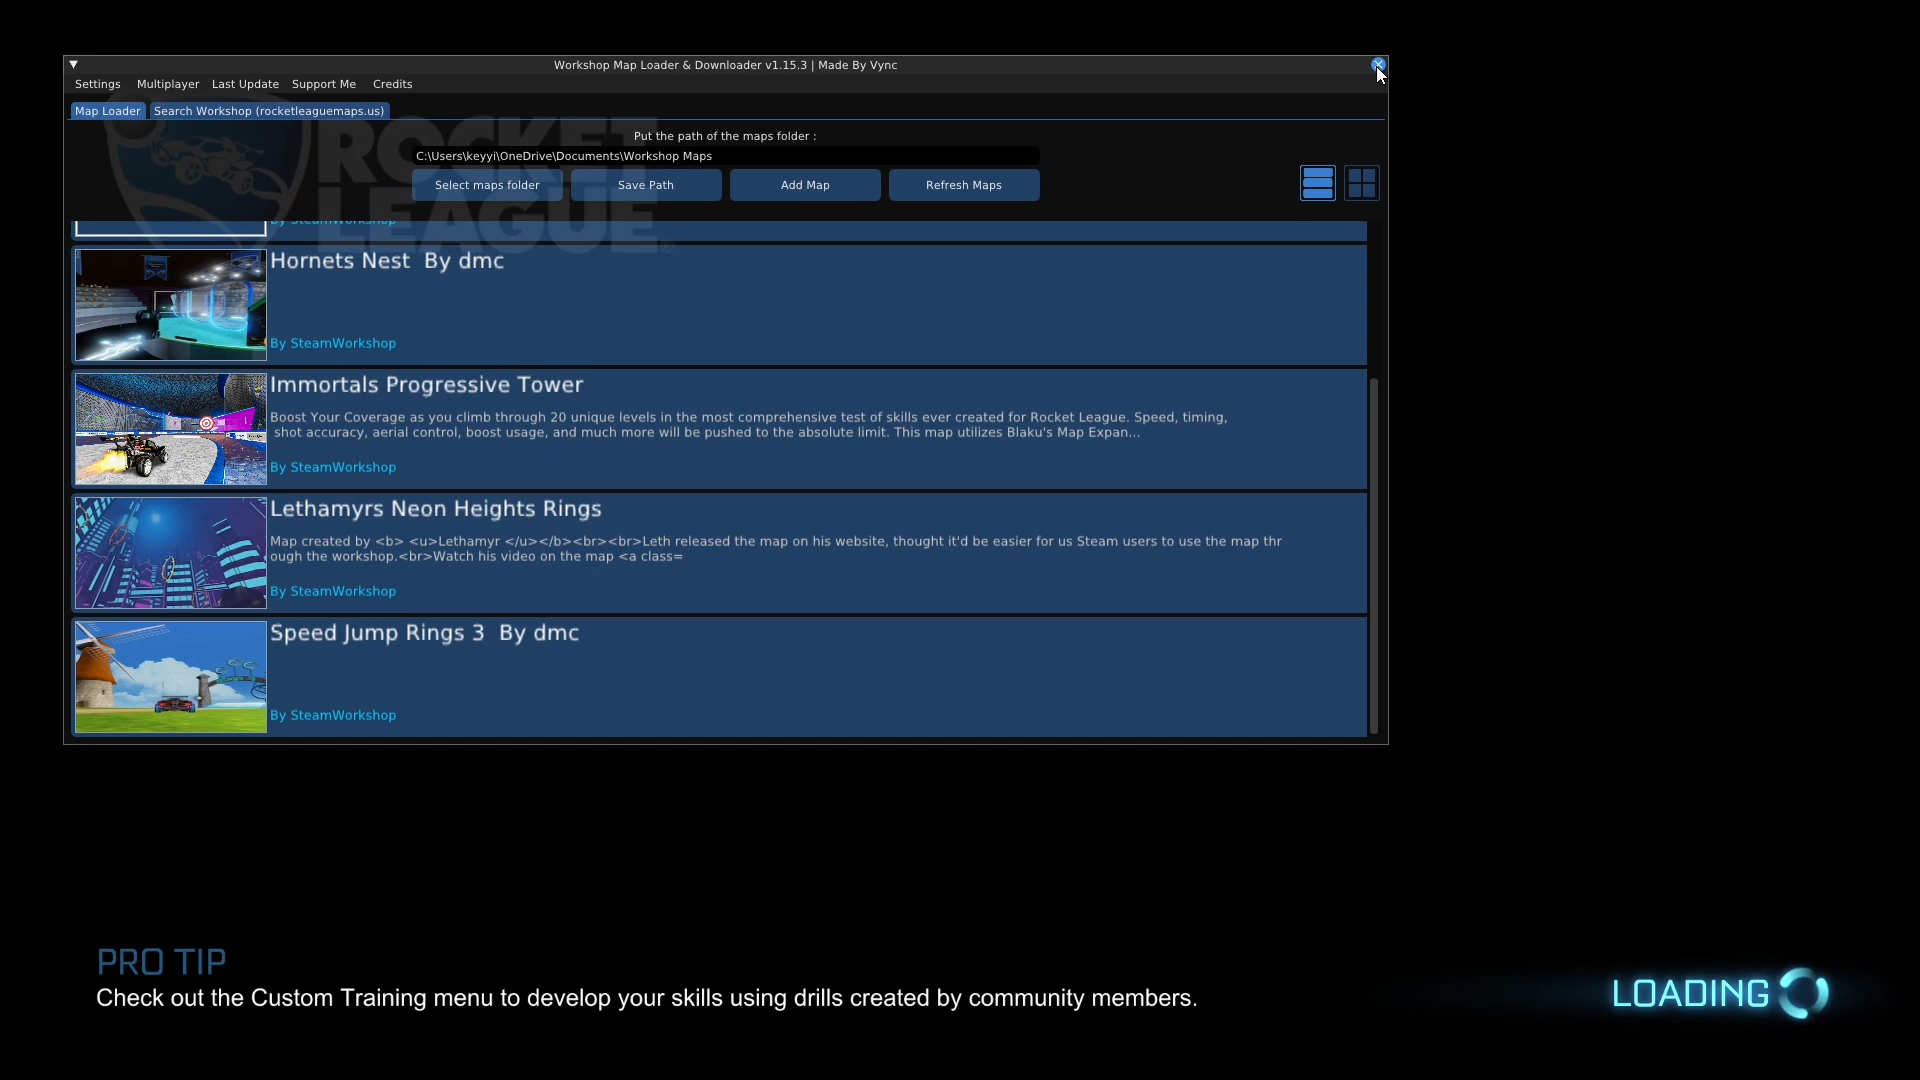 Workshop Map Loader & Downloader v1.15.3 | Made By Vync
Settings Multiplayer Last Update Support Me Credits
Map Loader Search Workshop (rocketleaguemaps.us)
ROCKET
LEAGUE®
Put the path of the maps folder :
C:\Users\keyyi\OneDrive\Documents\Workshop Maps
Select maps folder Save Path Add Map Refresh Maps
By SteamWorkshop
Hornets Nest  By dmc
By SteamWorkshop
Immortals Progressive Tower
Boost Your Coverage as you climb through 20 unique levels in the most comprehensive test of skills ever created for Rocket League. Speed, timing,
shot accuracy, aerial control, boost usage, and much more will be pushed to the absolute limit. This map utilizes Blaku's Map Expan...
By SteamWorkshop
Lethamyrs Neon Heights Rings
Map created by <b> <u>Lethamyr </u></b><br><br>Leth released the map on his website, thought it'd be easier for us Steam users to use the map thr
ough the workshop.<br>Watch his video on the map <a class=
By SteamWorkshop
Speed Jump Rings 3  By dmc
By SteamWorkshop
PRO TIP
Check out the Custom Training menu to develop your skills using drills created by community members.
LOADING